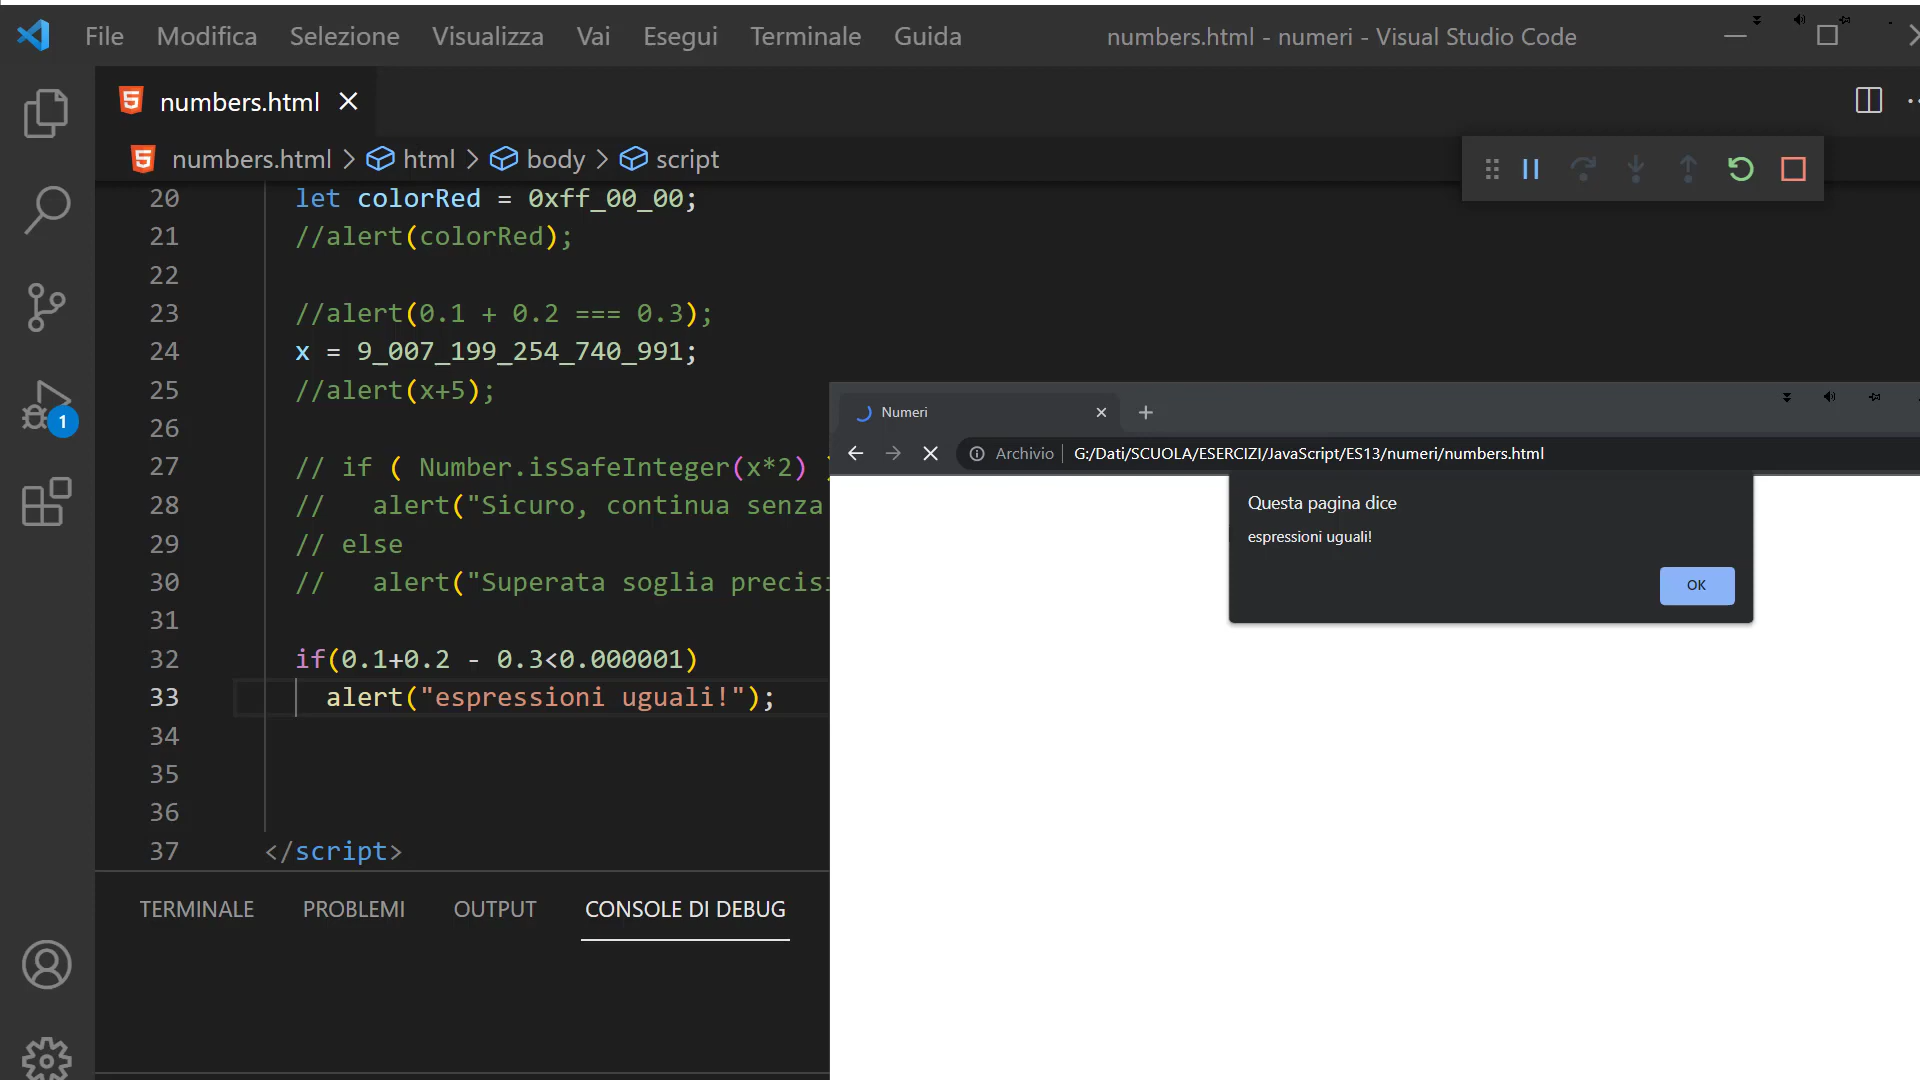 File Modifica Selezione Visualizza Vai Esegui Terminale Guida numbers.html - numeri - Visual Studio Code
numbers.html
numbers.html > html > body > script
20 let colorRed = 0xff_00_00;
21 //alert(colorRed);
22
23 //alert(0.1 + 0.2 === 0.3);
24 x = 9_007_199_254_740_991;
25 //alert(x+5);
26
27 // if ( Number.isSafeInteger(x*2) )
28 // alert("Sicuro, continua senza
29 // else
30 // alert("Superata soglia precisi
31
32 if(0.1+0.2 - 0.3<0.000001)
33 alert("espressioni uguali!");
34
35
36
37 </script>
1
TERMINALE PROBLEMI OUTPUT CONSOLE DI DEBUG
Numeri
Archivio | G:/Dati/SCUOLA/ESERCIZI/JavaScript/ES13/numeri/numbers.html
Questa pagina dice
espressioni uguali!
OK